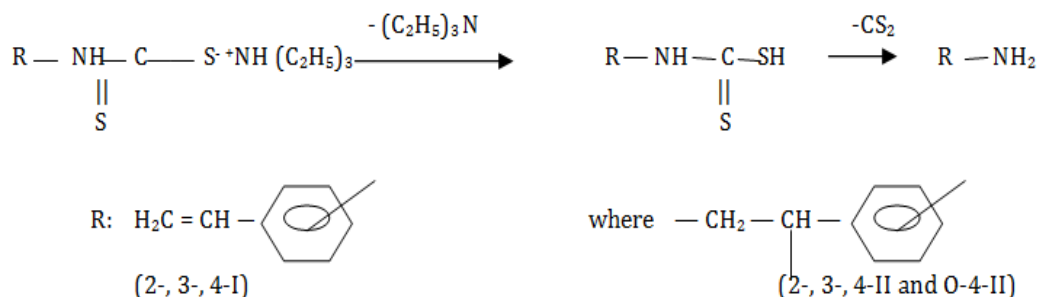 - (C₂H₅)₃ N
-CS₂
R — NH — C — S⁻ ⁺NH (C₂H₅)₃
R — NH — C — SH
R — NH₂
||
||
S
S
R: H₂C = CH —
where — CH₂ — CH —
(2-, 3-, 4-I)
(2-, 3-, 4-II and O-4-II)